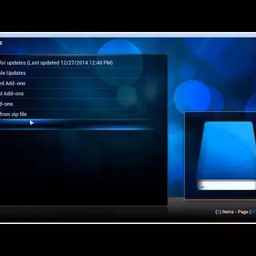 for updates (Last updated 12/27/2014 12:40 PM)
Updates
Add-ons
Add-ons
from zip file
Items - Page